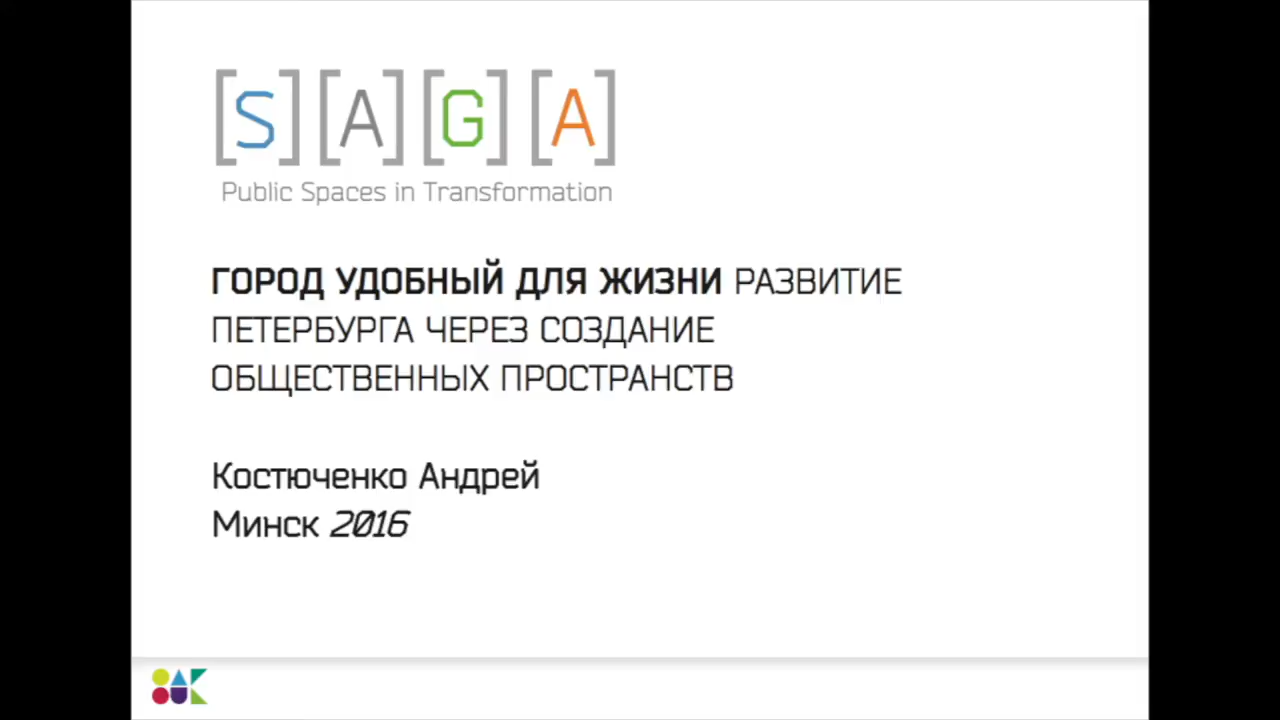 [S][A][G][A]
Public Spaces in Transformation
ГОРОД УДОБНЫЙ ДЛЯ ЖИЗНИ РАЗВИТИЕ
ПЕТЕРБУРГА ЧЕРЕЗ СОЗДАНИЕ
ОБЩЕСТВЕННЫХ ПРОСТРАНСТВ
Костюченко Андрей
Минск 2016